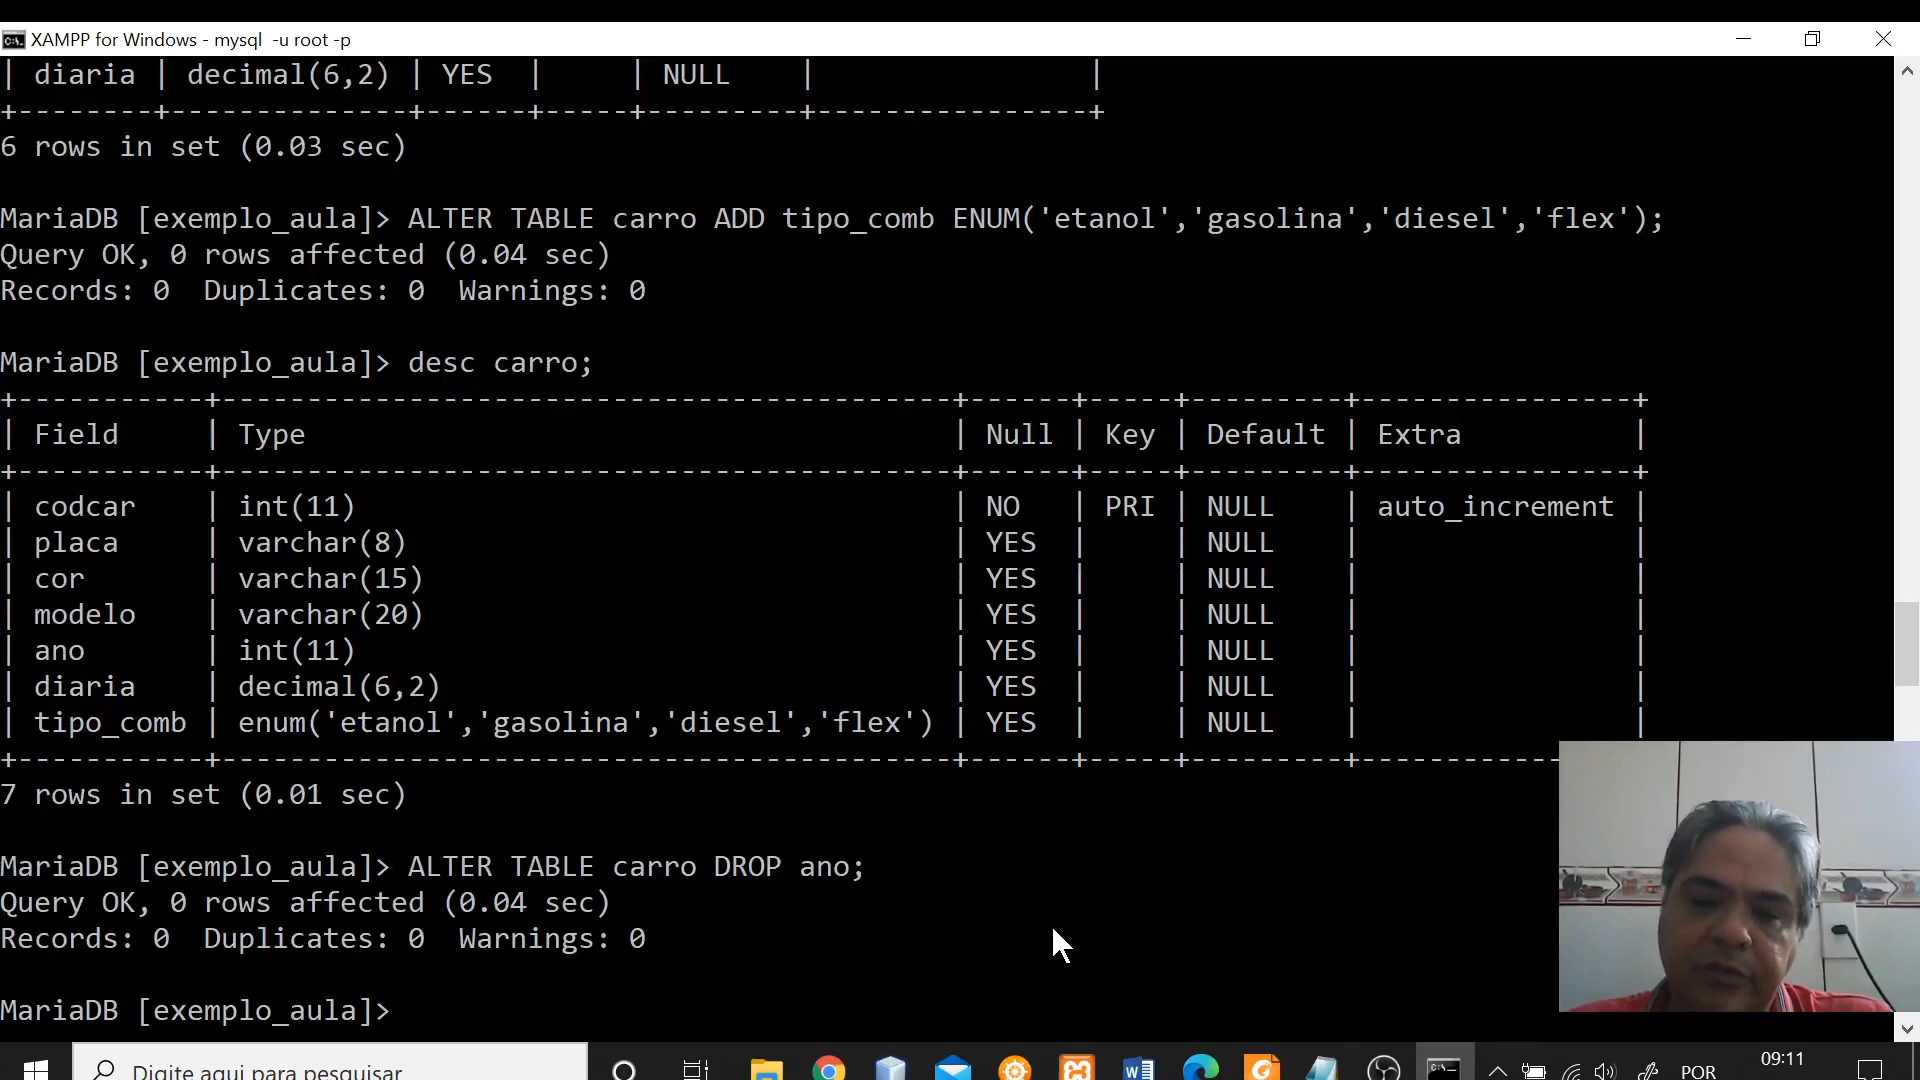 XAMPP for Windows - mysql  -u root -p
| diaria | decimal(6,2) | YES  |     | NULL    |                |
+--------+--------------+------+-----+---------+----------------+
6 rows in set (0.03 sec)
MariaDB [exemplo_aula]> ALTER TABLE carro ADD tipo_comb ENUM('etanol','gasolina','diesel','flex');
Query OK, 0 rows affected (0.04 sec)
Records: 0  Duplicates: 0  Warnings: 0
MariaDB [exemplo_aula]> desc carro;
+-----------+-------------------------------------------+------+-----+---------+----------------+
| Field     | Type                                      | Null | Key | Default | Extra          |
+-----------+-------------------------------------------+------+-----+---------+----------------+
| codcar    | int(11)                                   | NO   | PRI | NULL    | auto_increment |
| placa     | varchar(8)                                | YES  |     | NULL    |                |
| cor       | varchar(15)                               | YES  |     | NULL    |                |
| modelo    | varchar(20)                               | YES  |     | NULL    |                |
| ano       | int(11)                                   | YES  |     | NULL    |                |
| diaria    | decimal(6,2)                              | YES  |     | NULL    |                |
| tipo_comb | enum('etanol','gasolina','diesel','flex') | YES  |     | NULL    |                |
+-----------+-------------------------------------------+------+-----+---------+------------
7 rows in set (0.01 sec)
MariaDB [exemplo_aula]> ALTER TABLE carro DROP ano;
Query OK, 0 rows affected (0.04 sec)
Records: 0  Duplicates: 0  Warnings: 0
MariaDB [exemplo_aula]>
Digite aqui para pesquisar
POR
09:11